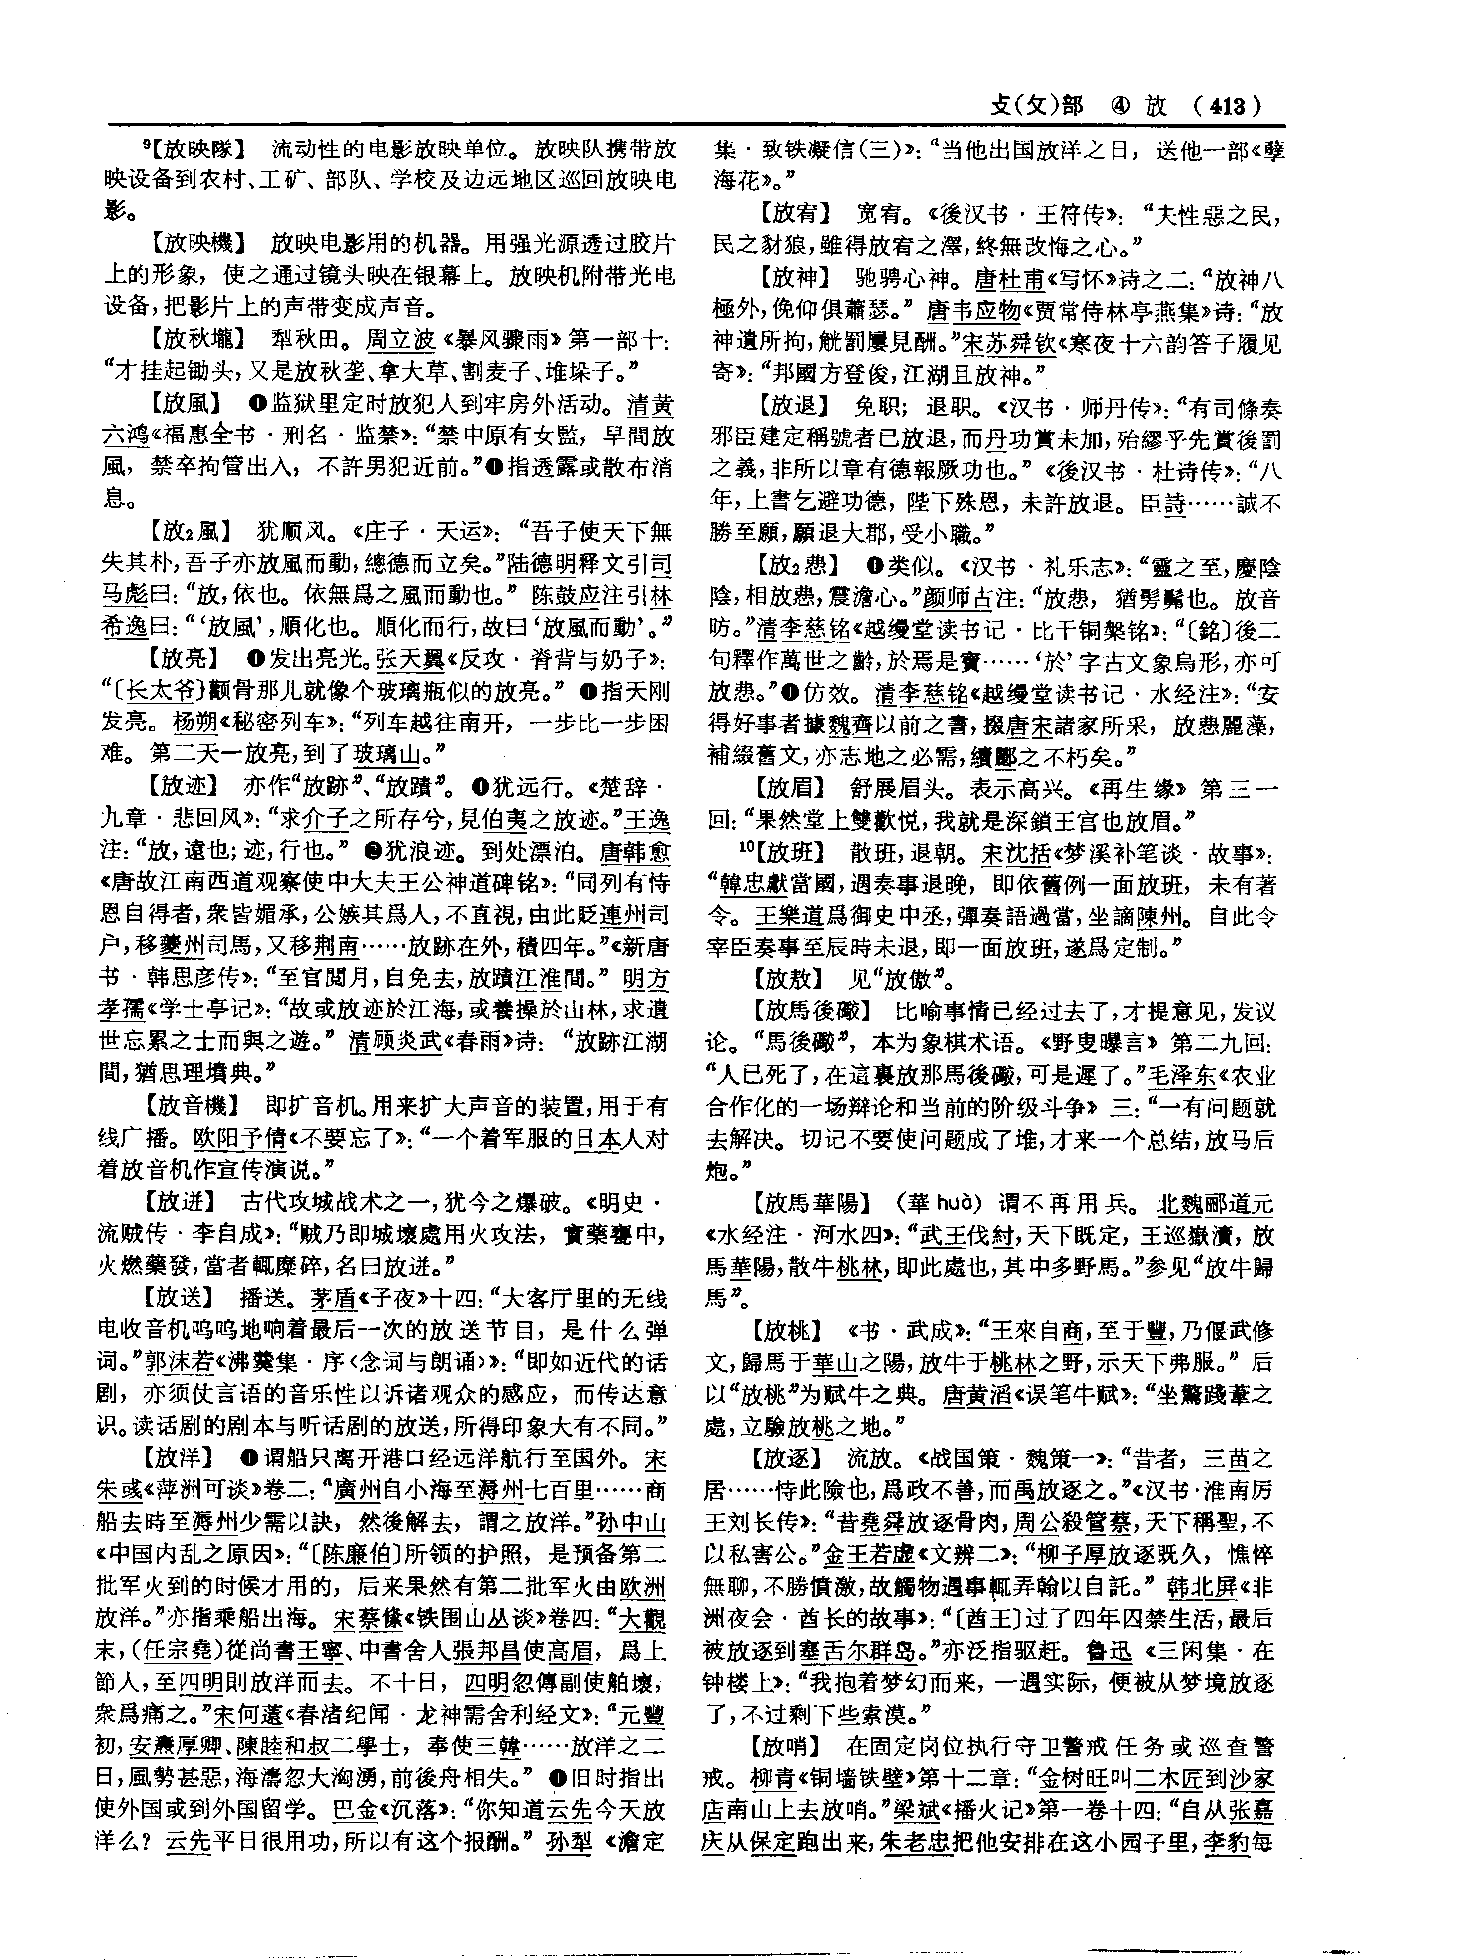 攴(攵)部 ④ 放 (413)
⁹【放映隊】 流动性的电影放映单位。放映队携带放
映设备到农村、工矿、部队、学校及边远地区巡回放映电
影。
【放映機】 放映电影用的机器。用强光源透过胶片
上的形象，使之通过镜头映在银幕上。放映机附带光电
设备，把影片上的声带变成声音。
【放秋壠】 犁秋田。周立波《暴风骤雨》第一部十：
“才挂起锄头，又是放秋垄、拿大草、割麦子、堆垛子。”
【放風】 ❶监狱里定时放犯人到牢房外活动。清黄
六鸿《福惠全书·刑名·监禁》：“禁中原有女監，早間放
風，禁卒拘管出入，不許男犯近前。”❶指透露或散布消
息。
【放₂風】 犹顺风。《庄子·天运》：“吾子使天下無
失其朴，吾子亦放風而動，總德而立矣。”陆德明释文引司
马彪曰：“放，依也。依無爲之風而動也。”陈鼓应注引林
希逸曰：“‘放風’，順化也。順化而行，故曰‘放風而動’。”
【放亮】 ❶发出亮光。张天翼《反攻·脊背与奶子》：
“〔长太爷〕颧骨那儿就像个玻璃瓶似的放亮。”❶指天刚
发亮。杨朔《秘密列车》：“列车越往南开，一步比一步困
难。第二天一放亮，到了玻璃山。”
【放迹】 亦作“放跡”、“放蹟”。❶犹远行。《楚辞·
九章·悲回风》：“求介子之所存兮，見伯夷之放迹。”王逸
注：“放，遠也；迹，行也。”❷犹浪迹。到处漂泊。唐韩愈
《唐故江南西道观察使中大夫王公神道碑铭》：“同列有恃
恩自得者，衆皆媚承，公嫉其爲人，不直視，由此貶連州司
户，移夔州司馬，又移荆南……放跡在外，積四年。”《新唐
书·韩思彦传》：“至官閲月，自免去，放蹟江淮間。”明方
孝孺《学士亭记》：“故或放迹於江海，或養操於山林，求遺
世忘累之士而與之遊。”清顾炎武《春雨》诗：“放跡江湖
間，猶思理墳典。”
【放音機】 即扩音机。用来扩大声音的装置，用于有
线广播。欧阳予倩《不要忘了》：“一个着军服的日本人对
着放音机作宣传演说。”
【放迸】 古代攻城战术之一，犹今之爆破。《明史·
流贼传·李自成》：“賊乃即城壞處用火攻法，實藥甕中，
火燃藥發，當者輒糜碎，名曰放迸。”
【放送】 播送。茅盾《子夜》十四：“大客厅里的无线
电收音机呜呜地响着最后一次的放送节目，是什么弹
词。”郭沫若《沸羹集·序〈念词与朗诵〉》：“即如近代的话
剧，亦须仗言语的音乐性以诉诸观众的感应，而传达意
识。读话剧的剧本与听话剧的放送，所得印象大有不同。”
【放洋】 ❶谓船只离开港口经远洋航行至国外。宋
朱彧《萍洲可谈》卷二：“廣州自小海至溽州七百里……商
船去時至溽州少需以訣，然後解去，謂之放洋。”孙中山
《中国内乱之原因》：“〔陈廉伯〕所领的护照，是预备第二
批军火到的时候才用的，后来果然有第二批军火由欧洲
放洋。”亦指乘船出海。宋蔡絛《铁围山丛谈》卷四：“大觀
末，（任宗堯）從尚書王寧、中書舍人張邦昌使高眉，爲上
節人，至四明則放洋而去。不十日，四明忽傳副使舶壞，
衆爲痛之。”宋何薳《春渚纪闻·龙神需舍利经文》：“元豐
初，安燾厚卿、陳睦和叔二學士，奉使三韓……放洋之二
日，風勢甚惡，海濤忽大洶湧，前後舟相失。”❶旧时指出
使外国或到外国留学。巴金《沉落》：“你知道云先今天放
洋么？云先平日很用功，所以有这个报酬。”孙犁《澹定
集·致铁凝信(三)》：“当他出国放洋之日，送他一部《孽
海花》。”
【放宥】 宽宥。《後汉书·王符传》：“夫性惡之民，
民之豺狼，雖得放宥之澤，終無改悔之心。”
【放神】 驰骋心神。唐杜甫《写怀》诗之二：“放神八
極外，俛仰俱蕭瑟。”唐韦应物《贾常侍林亭燕集》诗：“放
神遺所拘，觥罰屢見酬。”宋苏舜钦《寒夜十六韵答子履见
寄》：“邦國方登俊，江湖且放神。”
【放退】 免职；退职。《汉书·师丹传》：“有司條奏
邪臣建定稱號者已放退，而丹功賞未加，殆繆乎先賞後罰
之義，非所以章有德報厥功也。”《後汉书·杜诗传》：“八
年，上書乞避功德，陛下殊恩，未許放退。臣詩……誠不
勝至願，願退大郡，受小職。”
【放₂悲】 ❶类似。《汉书·礼乐志》：“靈之至，慶陰
陰，相放悲，震澹心。”颜师古注：“放悲，猶髣髴也。放音
昉。”清李慈铭《越缦堂读书记·比干铜槃铭》：“〔銘〕後二
句釋作萬世之齡，於焉是寶……‘於’字古文象烏形，亦可
放悲。”❶仿效。清李慈铭《越缦堂读书记·水经注》：“安
得好事者據魏齊以前之書，掇唐宋諸家所采，放悲麗藻，
補綴舊文，亦志地之必需，續酈之不朽矣。”
【放眉】 舒展眉头。表示高兴。《再生缘》第三一
回：“果然堂上雙歡悦，我就是深鎖王宫也放眉。”
¹⁰【放班】 散班，退朝。宋沈括《梦溪补笔谈·故事》：
“韓忠獻當國，遇奏事退晚，即依舊例一面放班，未有著
令。王樂道爲御史中丞，彈奏語過當，坐謫陳州。自此令
宰臣奏事至辰時未退，即一面放班，遂爲定制。”
【放敖】 见“放傲”。
【放馬後礮】 比喻事情已经过去了，才提意见，发议
论。“馬後礮”，本为象棋术语。《野叟曝言》第二九回：
“人已死了，在這裏放那馬後礮，可是遲了。”毛泽东《农业
合作化的一场辩论和当前的阶级斗争》三：“一有问题就
去解决。切记不要使问题成了堆，才来一个总结，放马后
炮。”
【放馬華陽】 （華 huà）谓不再用兵。北魏郦道元
《水经注·河水四》：“武王伐紂，天下既定，王巡嶽瀆，放
馬華陽，散牛桃林，即此處也，其中多野馬。”参见“放牛歸
馬”。
【放桃】 《书·武成》：“王來自商，至于豐，乃偃武修
文，歸馬于華山之陽，放牛于桃林之野，示天下弗服。”后
以“放桃”为赋牛之典。唐黄滔《误笔牛赋》：“坐驚踐葦之
處，立驗放桃之地。”
【放逐】 流放。《战国策·魏策一》：“昔者，三苗之
居……恃此險也，爲政不善，而禹放逐之。”《汉书·淮南厉
王刘长传》：“昔堯舜放逐骨肉，周公殺管蔡，天下稱聖，不
以私害公。”金王若虚《文辨二》：“柳子厚放逐既久，憔悴
無聊，不勝憤激，故觸物遇事輒弄翰以自託。”韩北屏《非
洲夜会·酋长的故事》：“〔酋王〕过了四年囚禁生活，最后
被放逐到塞舌尔群岛。”亦泛指驱赶。鲁迅《三闲集·在
钟楼上》：“我抱着梦幻而来，一遇实际，便被从梦境放逐
了，不过剩下些索漠。”
【放哨】 在固定岗位执行守卫警戒任务或巡查警
戒。柳青《铜墙铁壁》第十二章：“金树旺叫二木匠到沙家
店南山上去放哨。”梁斌《播火记》第一卷十四：“自从张嘉
庆从保定跑出来，朱老忠把他安排在这小园子里，李豹每